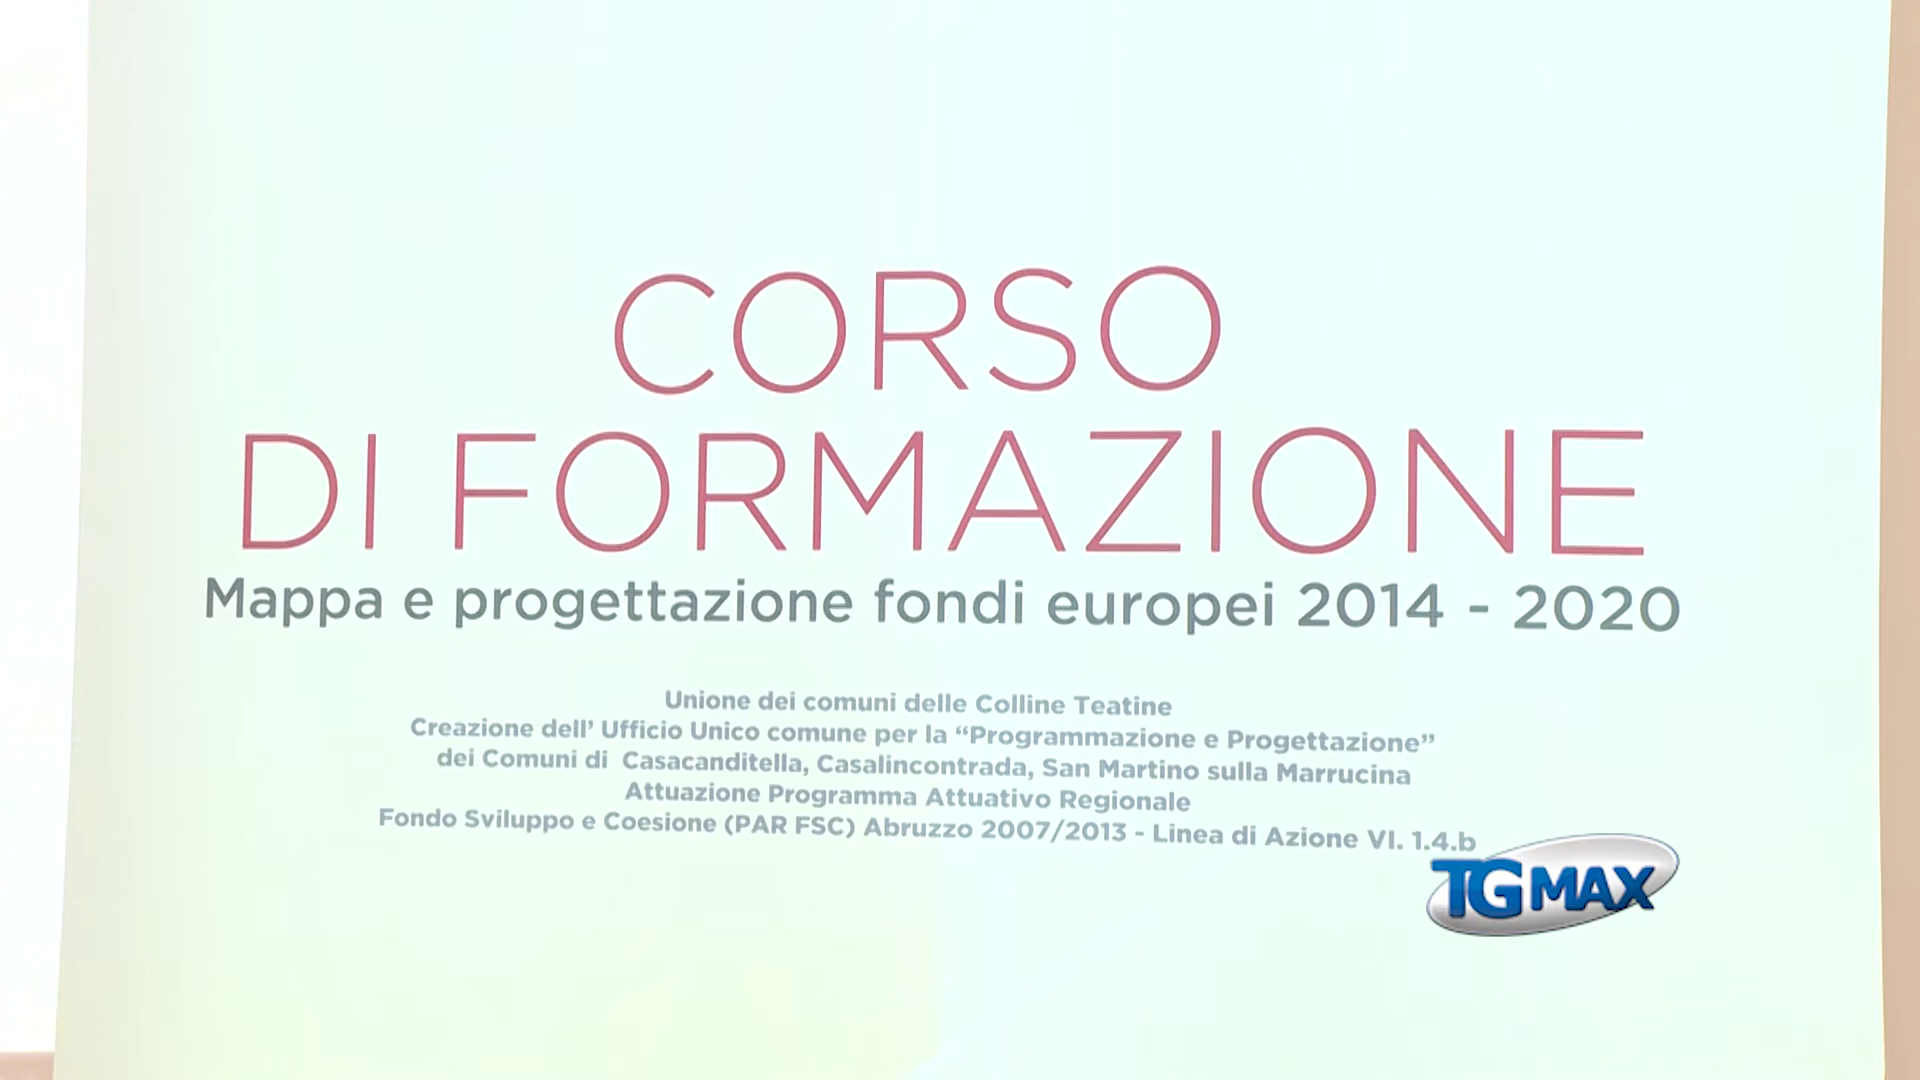 CORSO
DI FORMAZIONE
Mappa e progettazione fondi europei 2014 - 2020
Unione dei comuni delle Colline Teatine
Creazione dell' Ufficio Unico comune per la “Programmazione e Progettazione”
dei Comuni di Casacanditella, Casalincontrada, San Martino sulla Marrucina
Attuazione Programma Attuativo Regionale
Fondo Sviluppo e Coesione (PAR FSC) Abruzzo 2007/2013 - Linea di Azione VI. 1.4.b
TGMAX